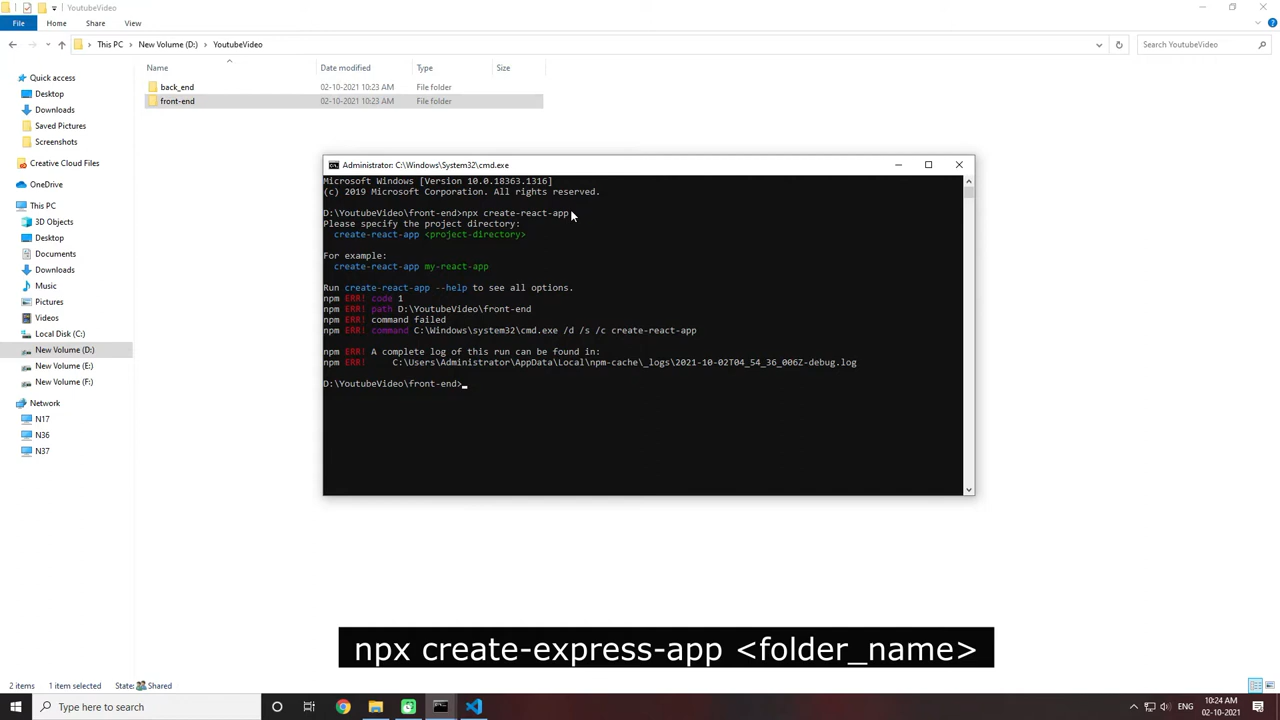 YoutubeVideo
File
Home
Share
View
This PC
New Volume (D:)
YoutubeVideo
Search YoutubeVideo
Name
Date modified
Type
Size
back_end
02-10-2021 10:23 AM
File folder
front-end
02-10-2021 10:23 AM
File folder
Quick access
Desktop
Downloads
Saved Pictures
Screenshots
Creative Cloud Files
OneDrive
This PC
3D Objects
Desktop
Documents
Downloads
Music
Pictures
Videos
Local Disk (C:)
New Volume (D:)
New Volume (E:)
New Volume (F:)
Network
N17
N36
N37
Administrator: C:\Windows\System32\cmd.exe
Microsoft Windows [Version 10.0.18363.1316]
(c) 2019 Microsoft Corporation. All rights reserved.
D:\YoutubeVideo\front-end>npx create-react-app
Please specify the project directory:
create-react-app <project-directory>
For example:
create-react-app my-react-app
Run create-react-app --help to see all options.
npm ERR! code 1
npm ERR! path D:\YoutubeVideo\front-end
npm ERR! command failed
npm ERR! command C:\Windows\system32\cmd.exe /d /s /c create-react-app
npm ERR! A complete log of this run can be found in:
npm ERR! C:\Users\Administrator\AppData\Local\npm-cache\_logs\2021-10-02T04_54_36_006Z-debug.log
D:\YoutubeVideo\front-end>
npx create-express-app <folder_name>
2 items
1 item selected
State:
Shared
Type here to search
ENG
10:24 AM
02-10-2021